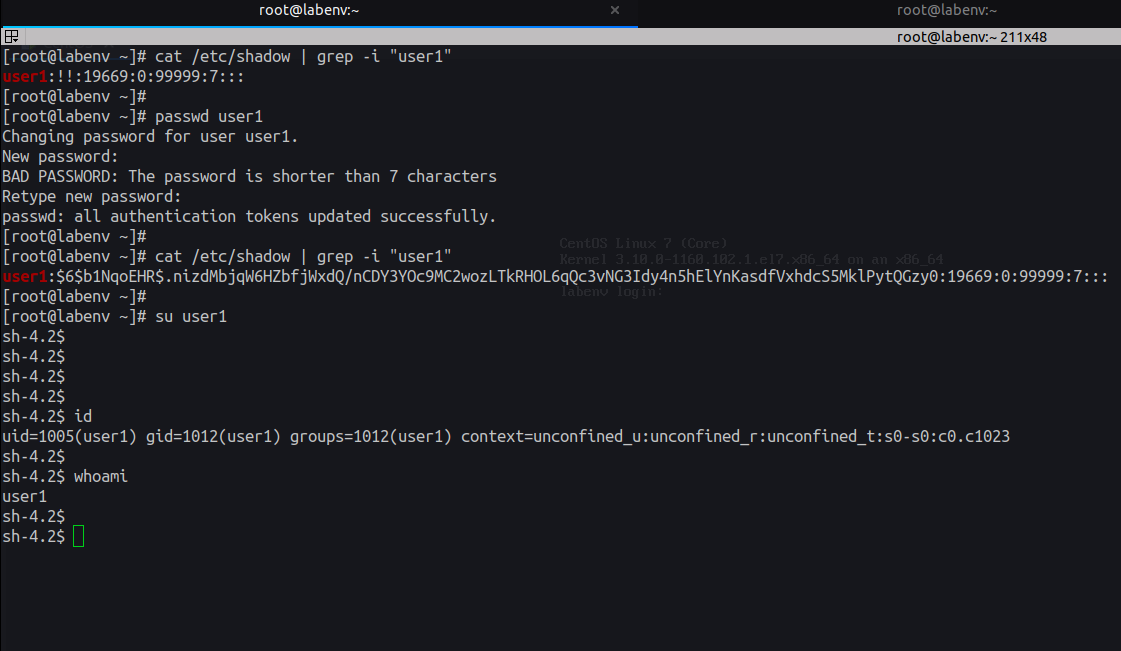 root@labenv:~ × root@labenv:~
root@labenv:~ 211x48
[root@labenv ~]# cat /etc/shadow | grep -i "user1"
user1:!!:19669:0:99999:7:::
[root@labenv ~]#
[root@labenv ~]# passwd user1
Changing password for user user1.
New password:
BAD PASSWORD: The password is shorter than 7 characters
Retype new password:
passwd: all authentication tokens updated successfully.
[root@labenv ~]#
CentOS Linux 7 (Core)
[root@labenv ~]# cat /etc/shadow | grep -i "user1"
Kernel 3.10.0-1160.102.1.el7.x86_64 on an x86_64
user1:$6$b1NqoEHR$.nizdMbjqW6HZbfjWxdQ/nCDY3YOc9MC2wozLTkRHOL6qQc3vNG3Idy4n5hElYnKasdfVxhdcS5MklPytQGzy0:19669:0:99999:7:::
[root@labenv ~]#
labenv login:
[root@labenv ~]# su user1
sh-4.2$
sh-4.2$
sh-4.2$
sh-4.2$
sh-4.2$ id
uid=1005(user1) gid=1012(user1) groups=1012(user1) context=unconfined_u:unconfined_r:unconfined_t:s0-s0:c0.c1023
sh-4.2$
sh-4.2$ whoami
user1
sh-4.2$
sh-4.2$